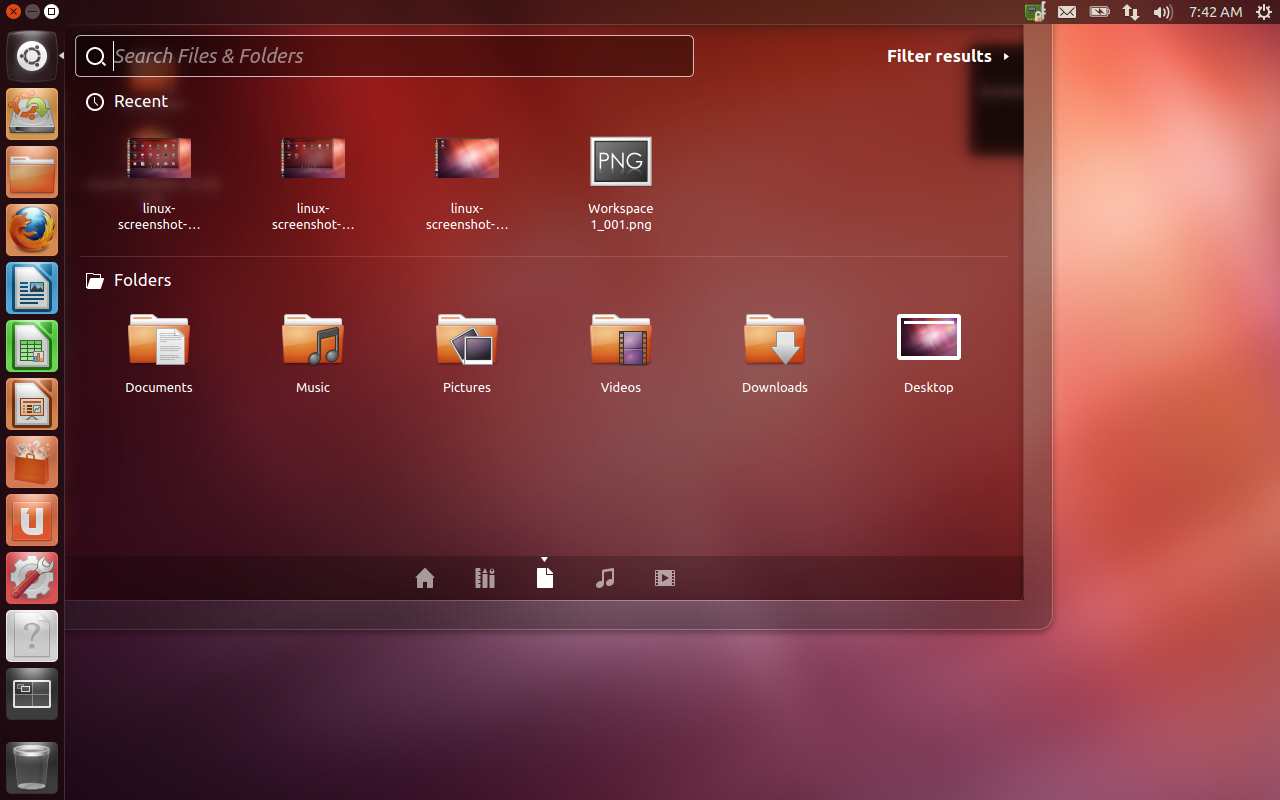 7:42 AM
Search Files & Folders
Filter results
Recent
linux-
screenshot-...
linux-
screenshot-...
linux-
screenshot-...
PNG
Workspace
1_001.png
Folders
Documents
Music
Pictures
Videos
Downloads
Desktop